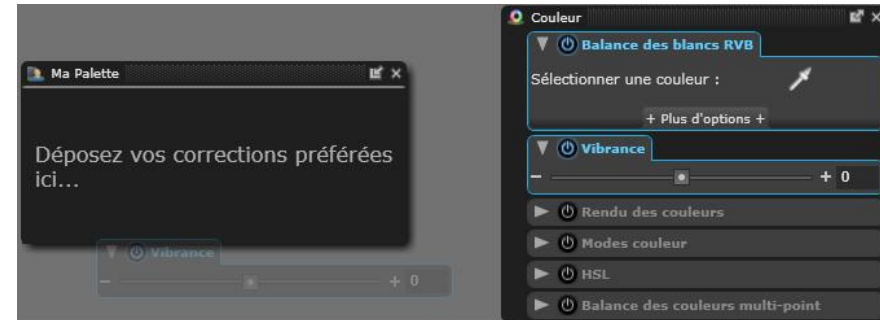 Ma Palette
Déposez vos corrections préférées
ici...
Vibrance
- + 0
Couleur
Balance des blancs RVB
Sélectionner une couleur :
+ Plus d'options +
Vibrance
- + 0
Rendu des couleurs
Modes couleur
HSL
Balance des couleurs multi-point